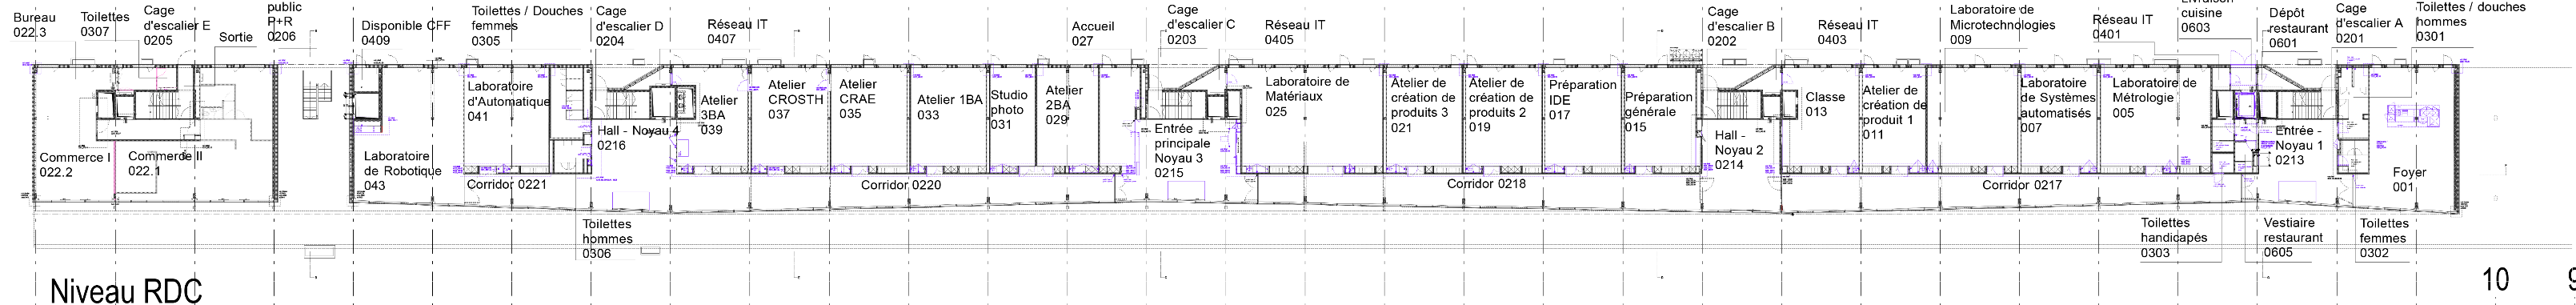 Bureau
022.3
Toilettes
0307
Cage
d'escalier E
0205
Sortie
public
P+R
0206
Disponible CFF
0409
Toilettes / Douches
femmes
0305
Cage
d'escalier D
0204
Réseau IT
0407
Accueil
027
Cage
d'escalier C
0203
Réseau IT
0405
Cage
d'escalier B
0202
Réseau IT
0403
Laboratoire de
Microtechnologies
009
Réseau IT
0401
Livraison
cuisine
0603
Dépôt
restaurant
0601
Cage
d'escalier A
0201
Toilettes / douches
hommes
0301
Commerce I
022.2
Commerce II
022.1
Laboratoire
de Robotique
043
Laboratoire
d'Automatique
041
Corridor 0221
Hall - Noyau 4
0216
Atelier
3BA
039
Atelier
CROSTH
037
Atelier
CRAE
035
Atelier 1BA
033
Studio
photo
031
Atelier
2BA
029
Corridor 0220
Entrée
principale
Noyau 3
0215
Laboratoire de
Matériaux
025
Atelier de
création de
produits 3
021
Atelier de
création de
produits 2
019
Préparation
IDE
017
Préparation
générale
015
Corridor 0218
Hall -
Noyau 2
0214
Classe
013
Atelier de
création de
produit 1
011
Laboratoire
de Systèmes
automatisés
007
Laboratoire de
Métrologie
005
Corridor 0217
Entrée -
Noyau 1
0213
Foyer
001
Toilettes
hommes
0306
Toilettes
handicapés
0303
Vestiaire
restaurant
0605
Toilettes
femmes
0302
Niveau RDC
10
9